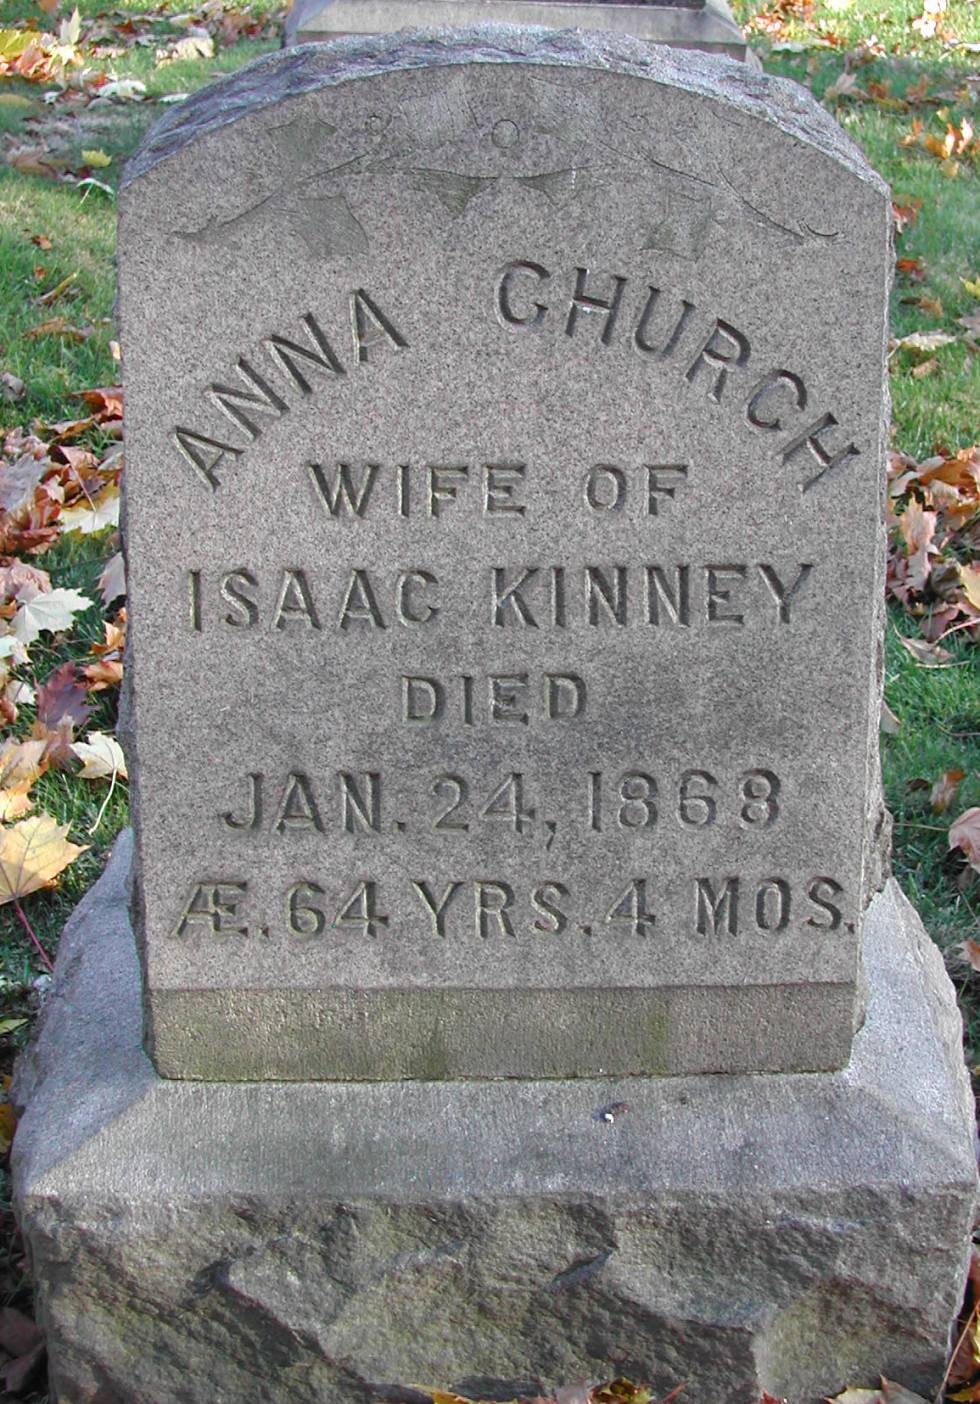 ANNA CHURCH
WIFE OF
ISAAC KINNEY
DIED
JAN. 24, 1868
Æ. 64 YRS. 4 MOS.